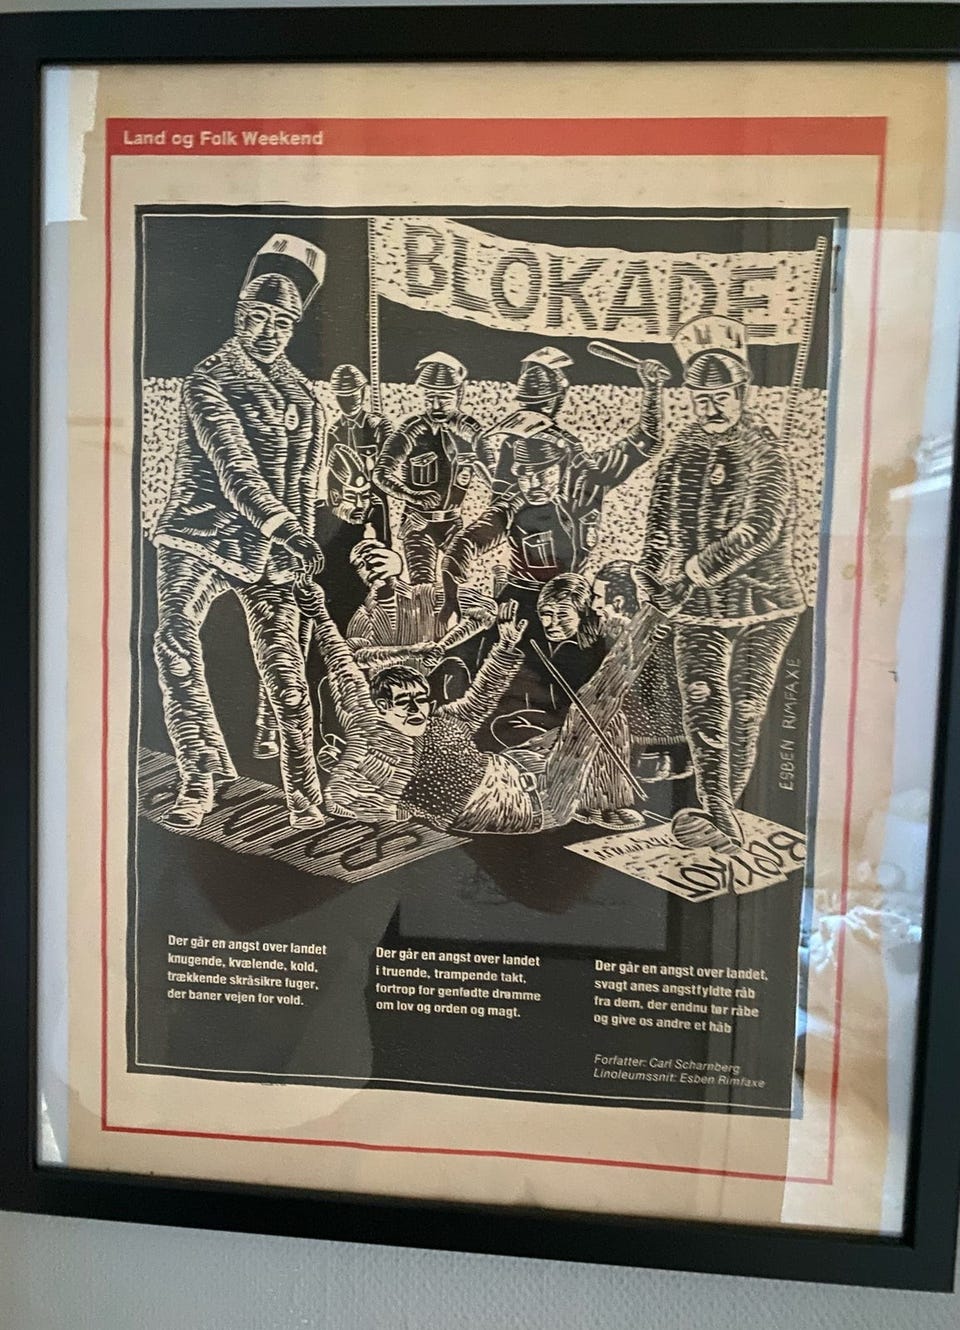 Land og Folk Weekend
BLOKADE
ESBEN RIMFAXE
BOYKOT
Der går en angst over landet
knugende, kvælende, kold,
trækkende skråsikre fuger,
der baner vejen for vold.
Der går en angst over landet
i truende, trampende takt,
fortrop for genfødte drømme
om lov og orden og magt.
Der går en angst over landet,
svagt anes angstfyldte råb
fra dem, der endnu tør råbe
og give os andre et håb
Forfatter: Carl Scharnberg
Linoleumssnit: Esben Rimfaxe